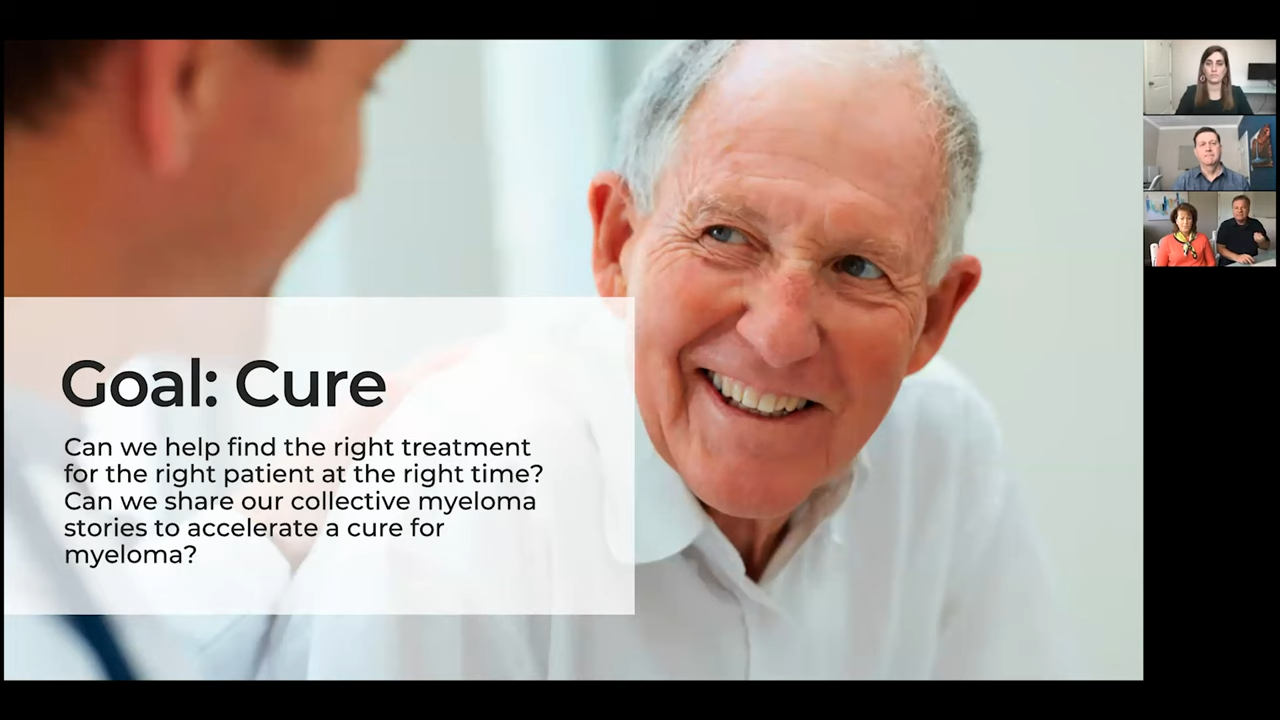 Goal: Cure
Can we help find the right treatment
for the right patient at the right time?
Can we share our collective myeloma
stories to accelerate a cure for
myeloma?